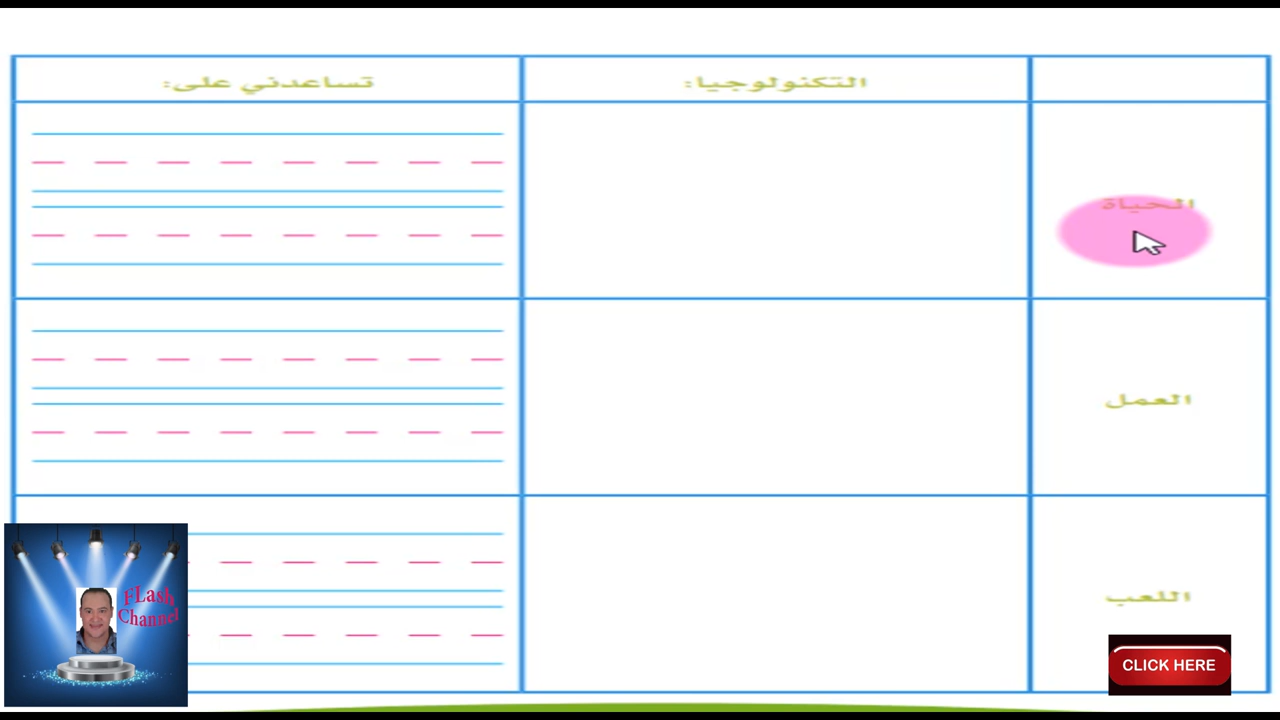 التكنولوجيا:
تساعدني على:
الحياة
العمل
اللعب
FLash
Channel
CLICK HERE